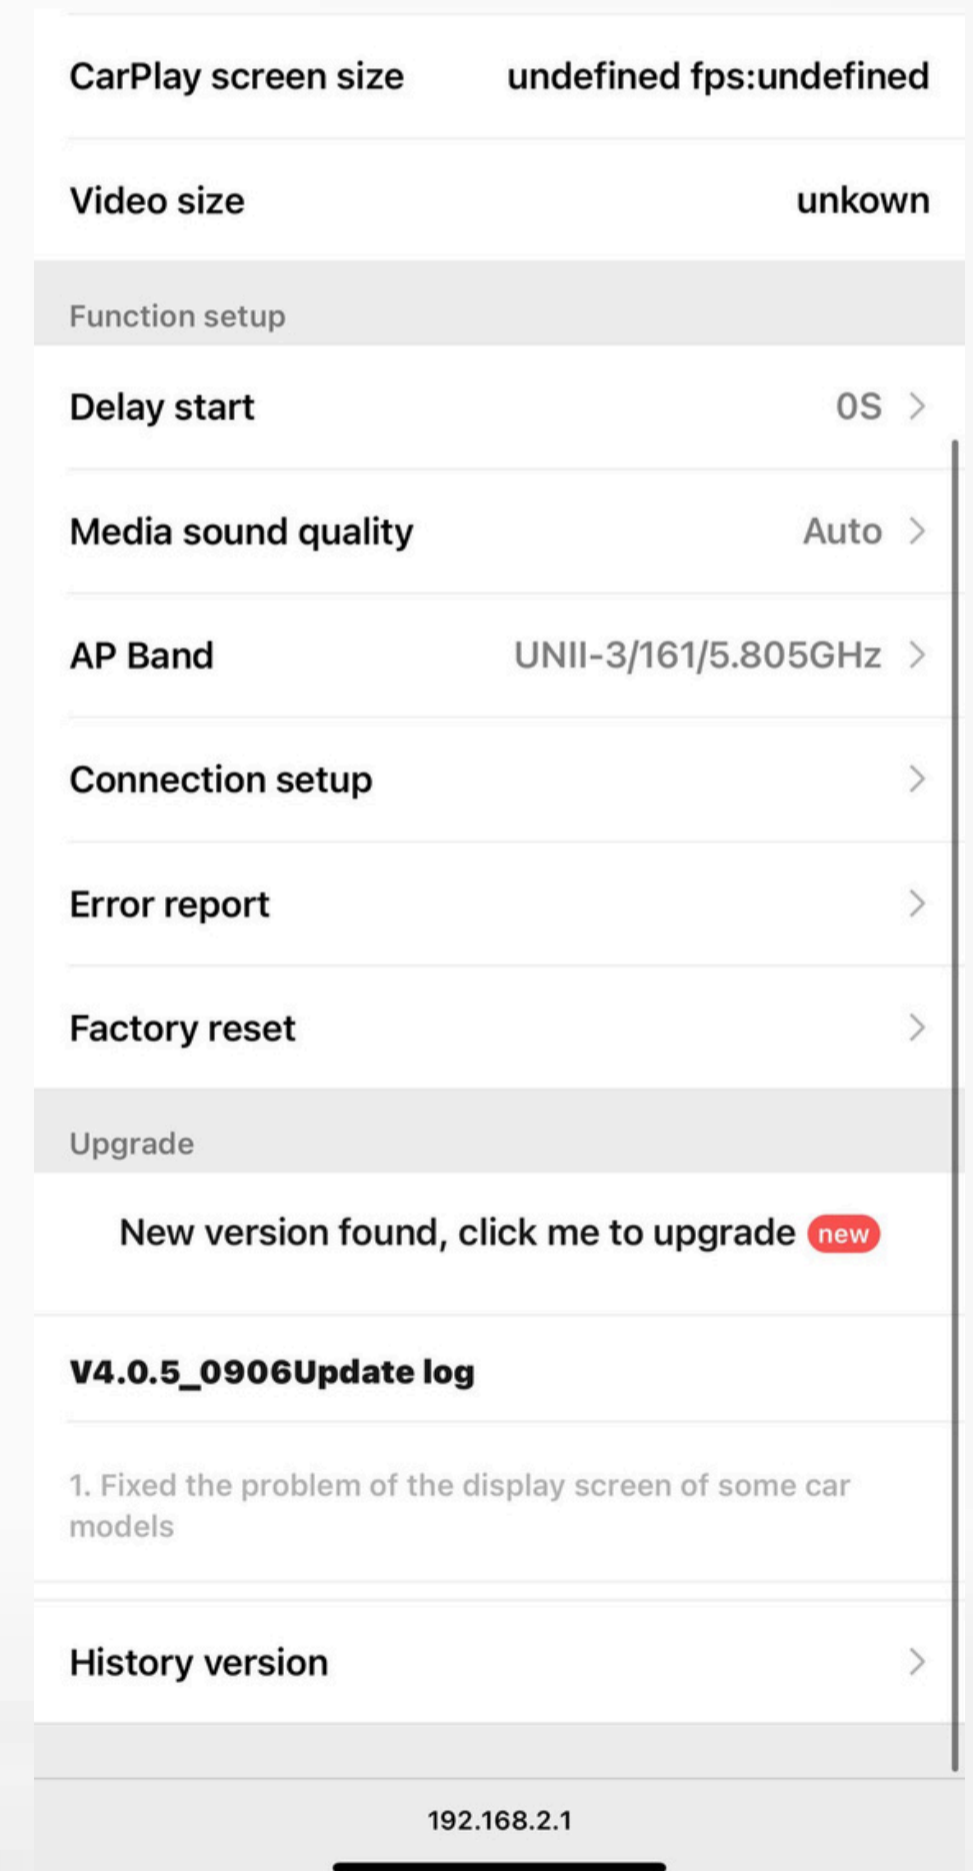 CarPlay screen size undefined fps:undefined
Video size unkown
Function setup
Delay start 0S
Media sound quality Auto
AP Band UNII-3/161/5.805GHz
Connection setup
Error report
Factory reset
Upgrade
New version found, click me to upgrade new
V4.0.5_0906Update log
1. Fixed the problem of the display screen of some car
models
History version
192.168.2.1